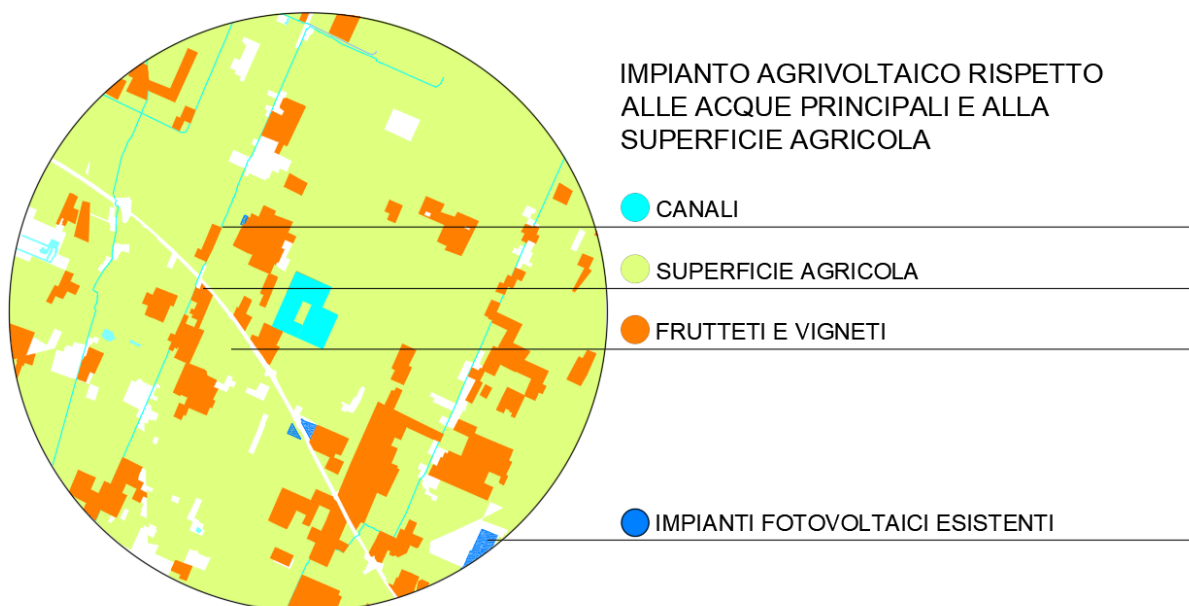 IMPIANTO AGRIVOLTAICO RISPETTO
ALLE ACQUE PRINCIPALI E ALLA
SUPERFICIE AGRICOLA
CANALI
SUPERFICIE AGRICOLA
FRUTTETI E VIGNETI
IMPIANTI FOTOVOLTAICI ESISTENTI